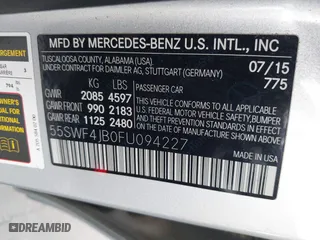 MFD BY MERCEDES-BENZ U.S. INTL., INC
TUSCALOOSA COUNTY, ALABAMA (USA)
UNDER CONTRACT FOR DAIMLER AG, STUTTGART (GERMANY)
07/15
775
KG LBS
GVWR 2085 4597
GAWR FRONT 990 2183
GAWR REAR 1125 2480
PASSENGER CAR
THIS VEHICLE CONFORMS TO ALL APPLICABLE
U.S. FEDERAL MOTOR VEHICLE SAFETY, BUMPER,
AND THEFT PREVENTION STANDARDS IN EFFECT
ON THE DATE OF MANUFACTURE SHOWN ABOVE.
55SWF4JB0FU094227
DREAMBID